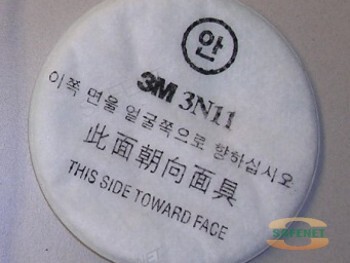 안
3M 3N11
이쪽 면을 얼굴쪽으로 향하십시오
此面朝向面具
THIS SIDE TOWARD FACE
SAFENET